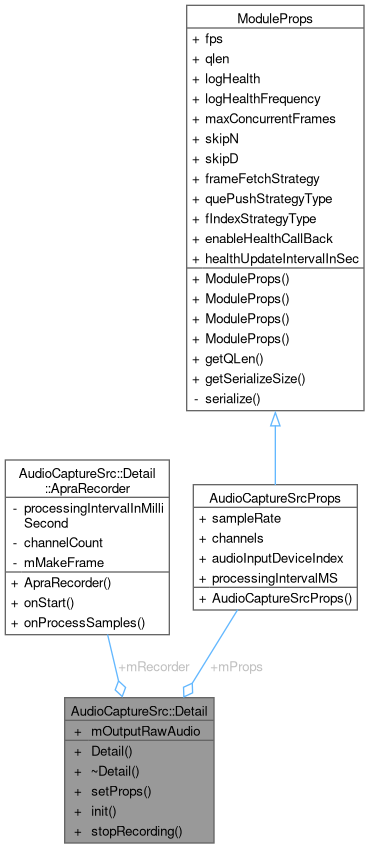 ModuleProps
+ fps
+ qlen
+ logHealth
+ logHealthFrequency
+ maxConcurrentFrames
+ skipN
+ skipD
+ frameFetchStrategy
+ quePushStrategyType
+ fIndexStrategyType
+ enableHealthCallBack
+ healthUpdateIntervalInSec
+ ModuleProps()
+ ModuleProps()
+ ModuleProps()
+ ModuleProps()
+ getQLen()
+ getSerializeSize()
- serialize()
AudioCaptureSrc::Detail
::ApraRecorder
- processingIntervalInMilli
Second
- channelCount
- mMakeFrame
+ ApraRecorder()
+ onStart()
+ onProcessSamples()
AudioCaptureSrcProps
+ sampleRate
+ channels
+ audioInputDeviceIndex
+ processingIntervalMS
+ AudioCaptureSrcProps()
+mRecorder
+mProps
AudioCaptureSrc::Detail
+ mOutputRawAudio
+ Detail()
+ ~Detail()
+ setProps()
+ init()
+ stopRecording()